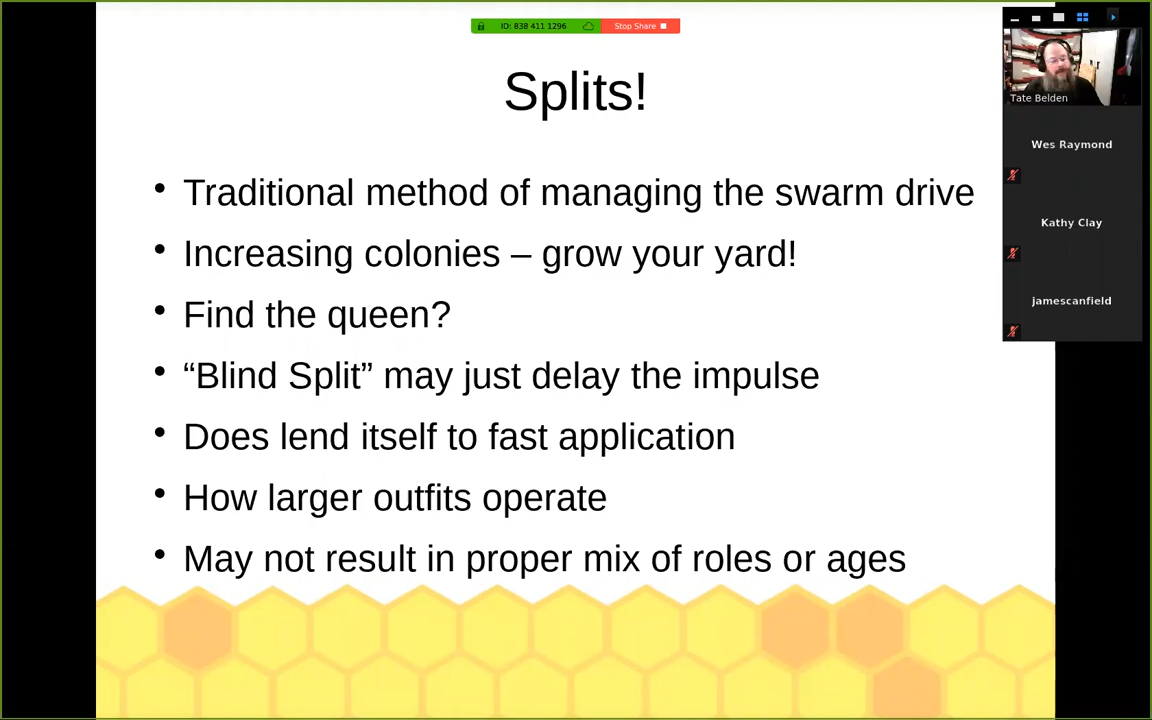 ID: 838 411 1296
Stop Share
Splits!
• Traditional method of managing the swarm drive
• Increasing colonies – grow your yard!
• Find the queen?
• “Blind Split” may just delay the impulse
• Does lend itself to fast application
• How larger outfits operate
• May not result in proper mix of roles or ages
Tate Belden
Wes Raymond
Kathy Clay
jamescanfield